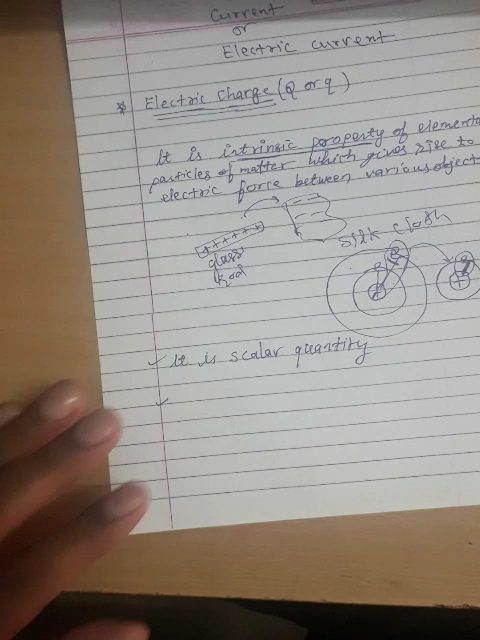 Current
or
Electric current
* Electric Charge (Q or q)
It is intrinsic property of elementa
particles of matter which gives rise to
electric force between various object
+ + + + + +
glass
Rod
silk cloth
e
+
e
+
✓ It is scalar quantity
✓